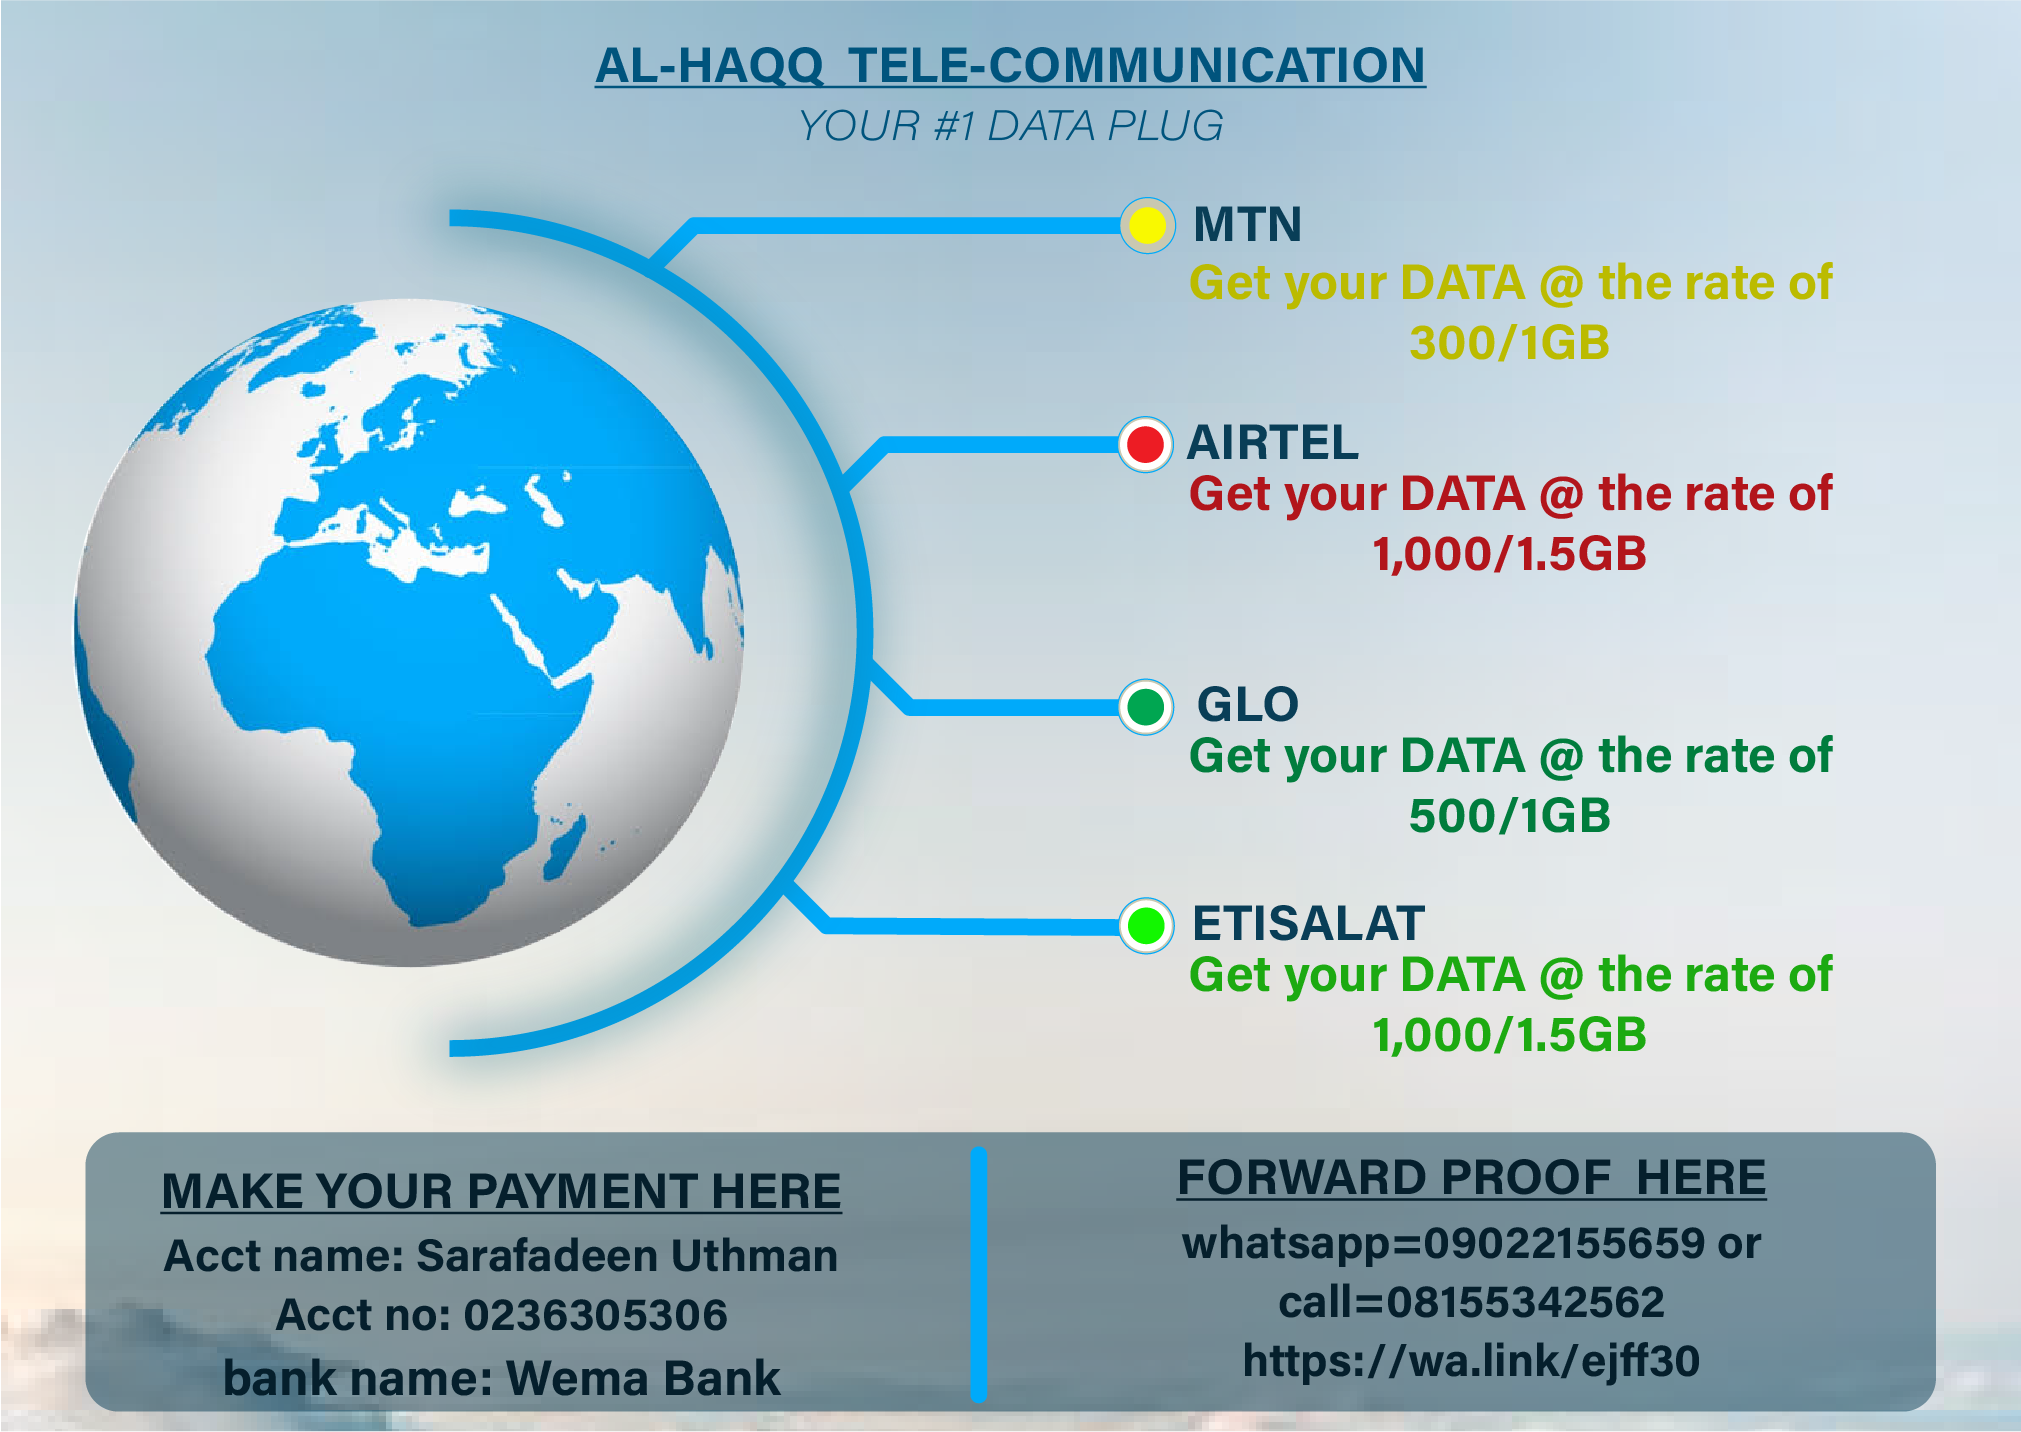 AL-HAQQ TELE-COMMUNICATION
YOUR #1 DATA PLUG
MTN
Get your DATA @ the rate of
300/1GB
AIRTEL
Get your DATA @ the rate of
1,000/1.5GB
GLO
Get your DATA @ the rate of
500/1GB
ETISALAT
Get your DATA @ the rate of
1,000/1.5GB
MAKE YOUR PAYMENT HERE
Acct name: Sarafadeen Uthman
Acct no: 0236305306
bank name: Wema Bank
FORWARD PROOF HERE
whatsapp=09022155659 or
call=08155342562
https://wa.link/ejff30